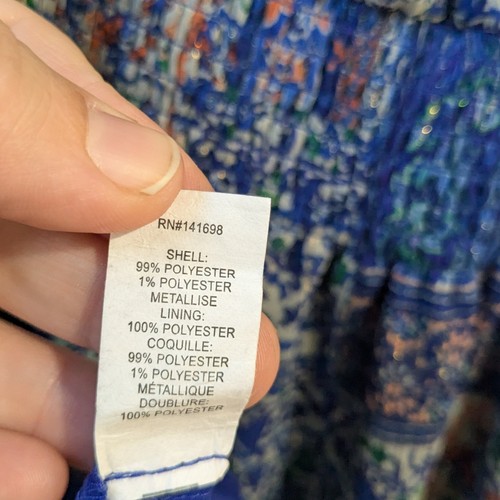 RN#141698
SHELL:
99% POLYESTER
1% POLYESTER
METALLISE
LINING:
100% POLYESTER
COQUILLE:
99% POLYESTER
1% POLYESTER
MÉTALLIQUE
DOUBLURE:
100% POLYESTER